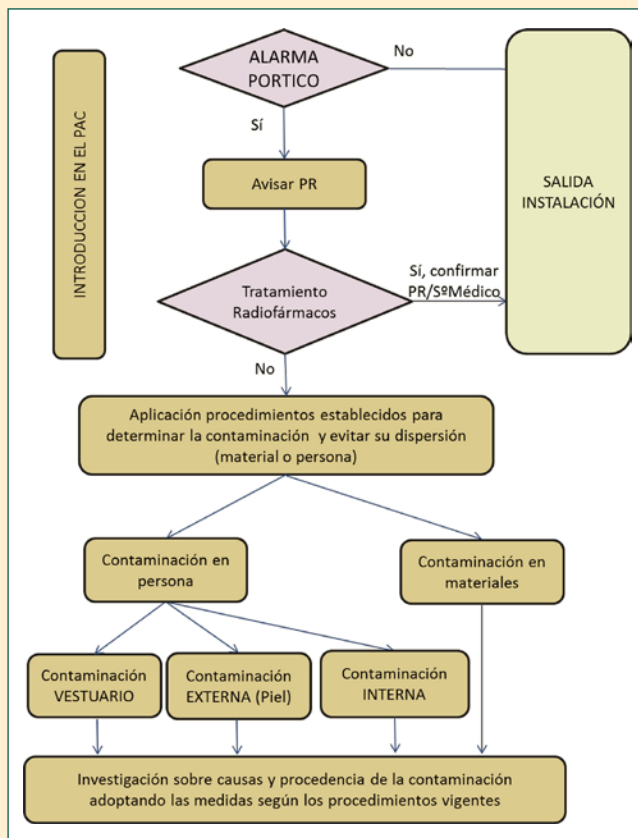 INTRODUCCION EN EL PAC
ALARMA
PORTICO
No
Sí
SALIDA
INSTALACIÓN
Avisar PR
Tratamiento
Radiofármacos
Sí, confirmar
PR/SºMédico
No
Aplicación procedimientos establecidos para
determinar la contaminación y evitar su dispersión
(material o persona)
Contaminación en
persona
Contaminación en
materiales
Contaminación
VESTUARIO
Contaminación
EXTERNA (Piel)
Contaminación
INTERNA
Investigación sobre causas y procedencia de la contaminación
adoptando las medidas según los procedimientos vigentes